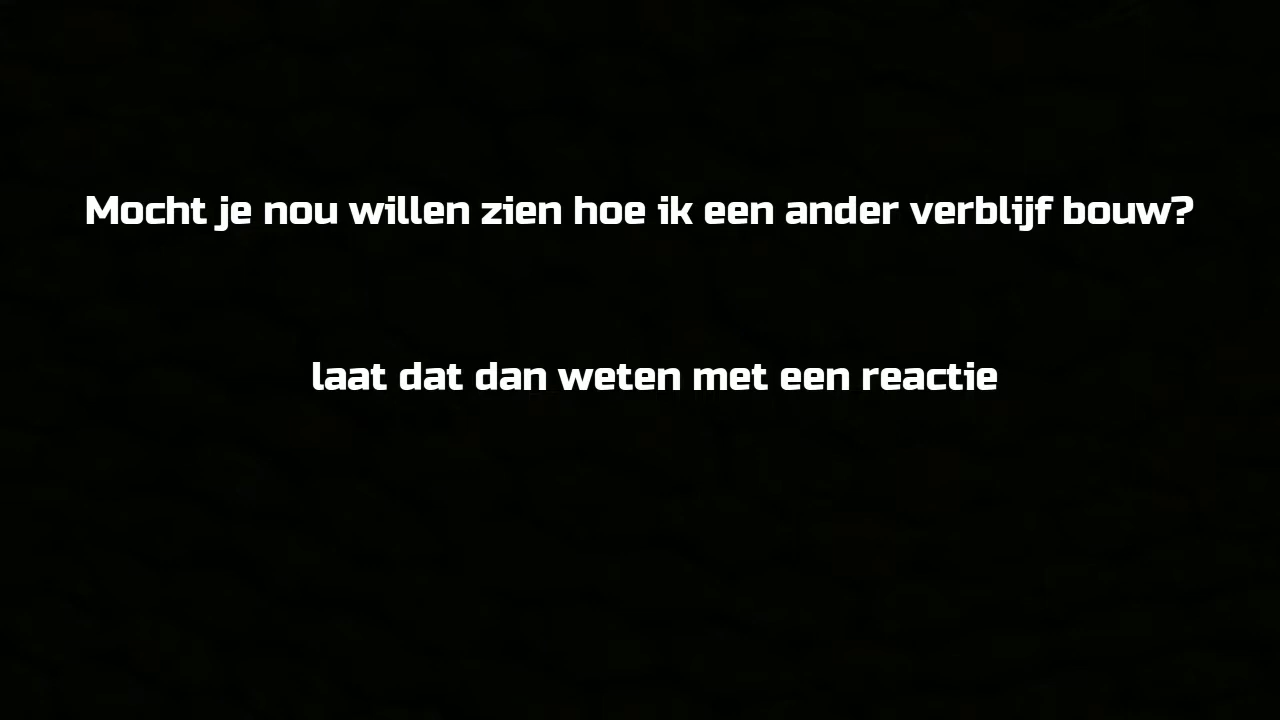 Mocht je nou willen zien hoe ik een ander verblijf bouw?
laat dat dan weten met een reactie